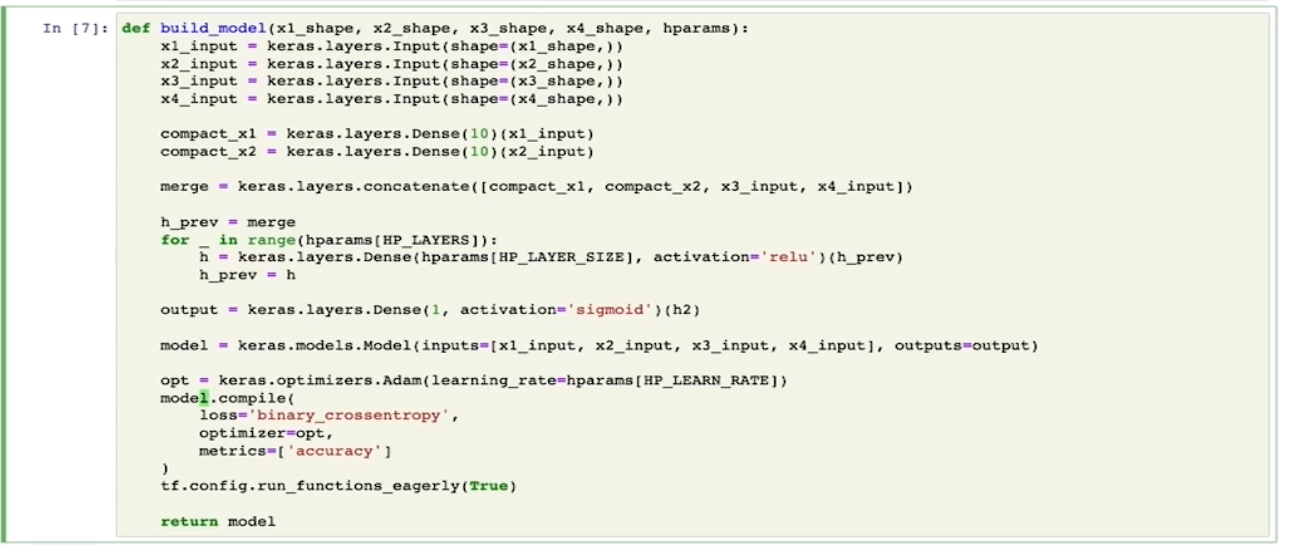 In [7]: def build_model(x1_shape, x2_shape, x3_shape, x4_shape, hparams):
    x1_input = keras.layers.Input(shape=(x1_shape,))
    x2_input = keras.layers.Input(shape=(x2_shape,))
    x3_input = keras.layers.Input(shape=(x3_shape,))
    x4_input = keras.layers.Input(shape=(x4_shape,))
    compact_x1 = keras.layers.Dense(10)(x1_input)
    compact_x2 = keras.layers.Dense(10)(x2_input)
    merge = keras.layers.concatenate([compact_x1, compact_x2, x3_input, x4_input])
    h_prev = merge
    for _ in range(hparams[HP_LAYERS]):
        h = keras.layers.Dense(hparams[HP_LAYER_SIZE], activation='relu')(h_prev)
        h_prev = h
    output = keras.layers.Dense(1, activation='sigmoid')(h2)
    model = keras.models.Model(inputs=[x1_input, x2_input, x3_input, x4_input], outputs=output)
    opt = keras.optimizers.Adam(learning_rate=hparams[HP_LEARN_RATE])
    model.compile(
        loss='binary_crossentropy',
        optimizer=opt,
        metrics=['accuracy']
    )
    tf.config.run_functions_eagerly(True)
    return model